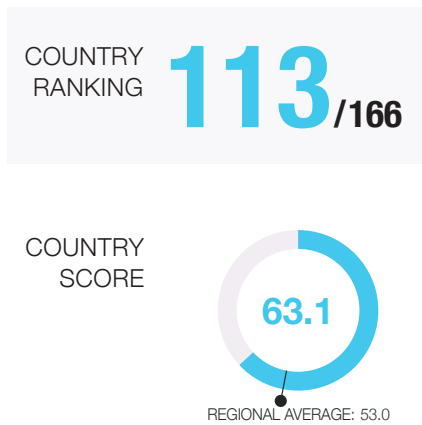 COUNTRY
RANKING
113/166
COUNTRY
SCORE
63.1
REGIONAL AVERAGE: 53.0